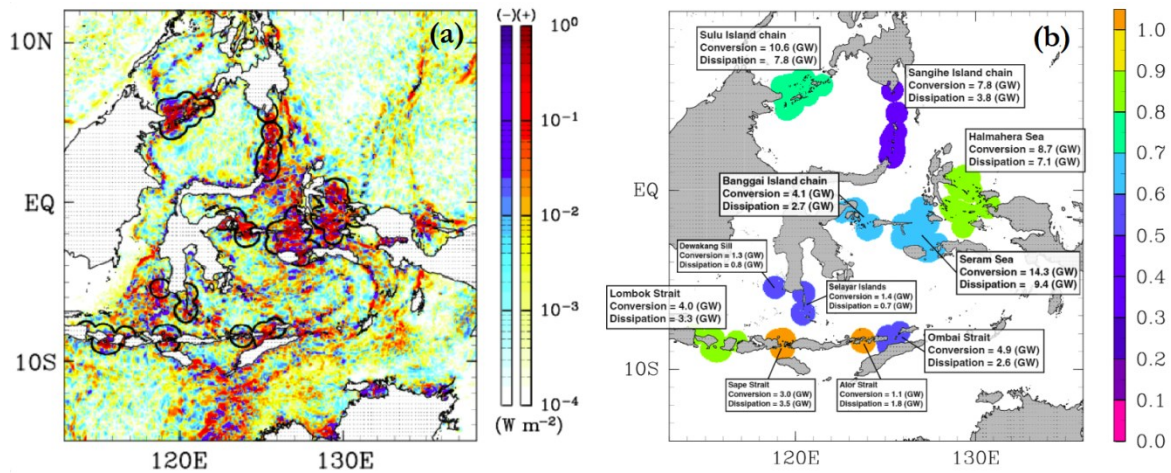 (a)
10N
EQ
10S
120E
130E
(−) (+)
10⁰
10⁻¹
10⁻²
10⁻³
10⁻⁴
(W m⁻²)
(b)
Sulu Island chain
Conversion = 10.6 (GW)
Dissipation = 7.8 (GW)
Sangihe Island chain
Conversion = 7.8 (GW)
Dissipation = 3.8 (GW)
Halmahera Sea
Conversion = 8.7 (GW)
Dissipation = 7.1 (GW)
Banggai Island chain
Conversion = 4.1 (GW)
Dissipation = 2.7 (GW)
Dewakang Sill
Conversion = 1.3 (GW)
Dissipation = 0.8 (GW)
Seram Sea
Conversion = 14.3 (GW)
Dissipation = 9.4 (GW)
Selayar Islands
Conversion = 1.4 (GW)
Dissipation = 0.7 (GW)
Lombok Strait
Conversion = 4.0 (GW)
Dissipation = 3.3 (GW)
Ombai Strait
Conversion = 4.9 (GW)
Dissipation = 2.6 (GW)
Sape Strait
Conversion = 3.0 (GW)
Dissipation = 3.5 (GW)
Alor Strait
Conversion = 1.1 (GW)
Dissipation = 1.8 (GW)
EQ
10S
120E
130E
1.0
0.9
0.8
0.7
0.6
0.5
0.4
0.3
0.2
0.1
0.0